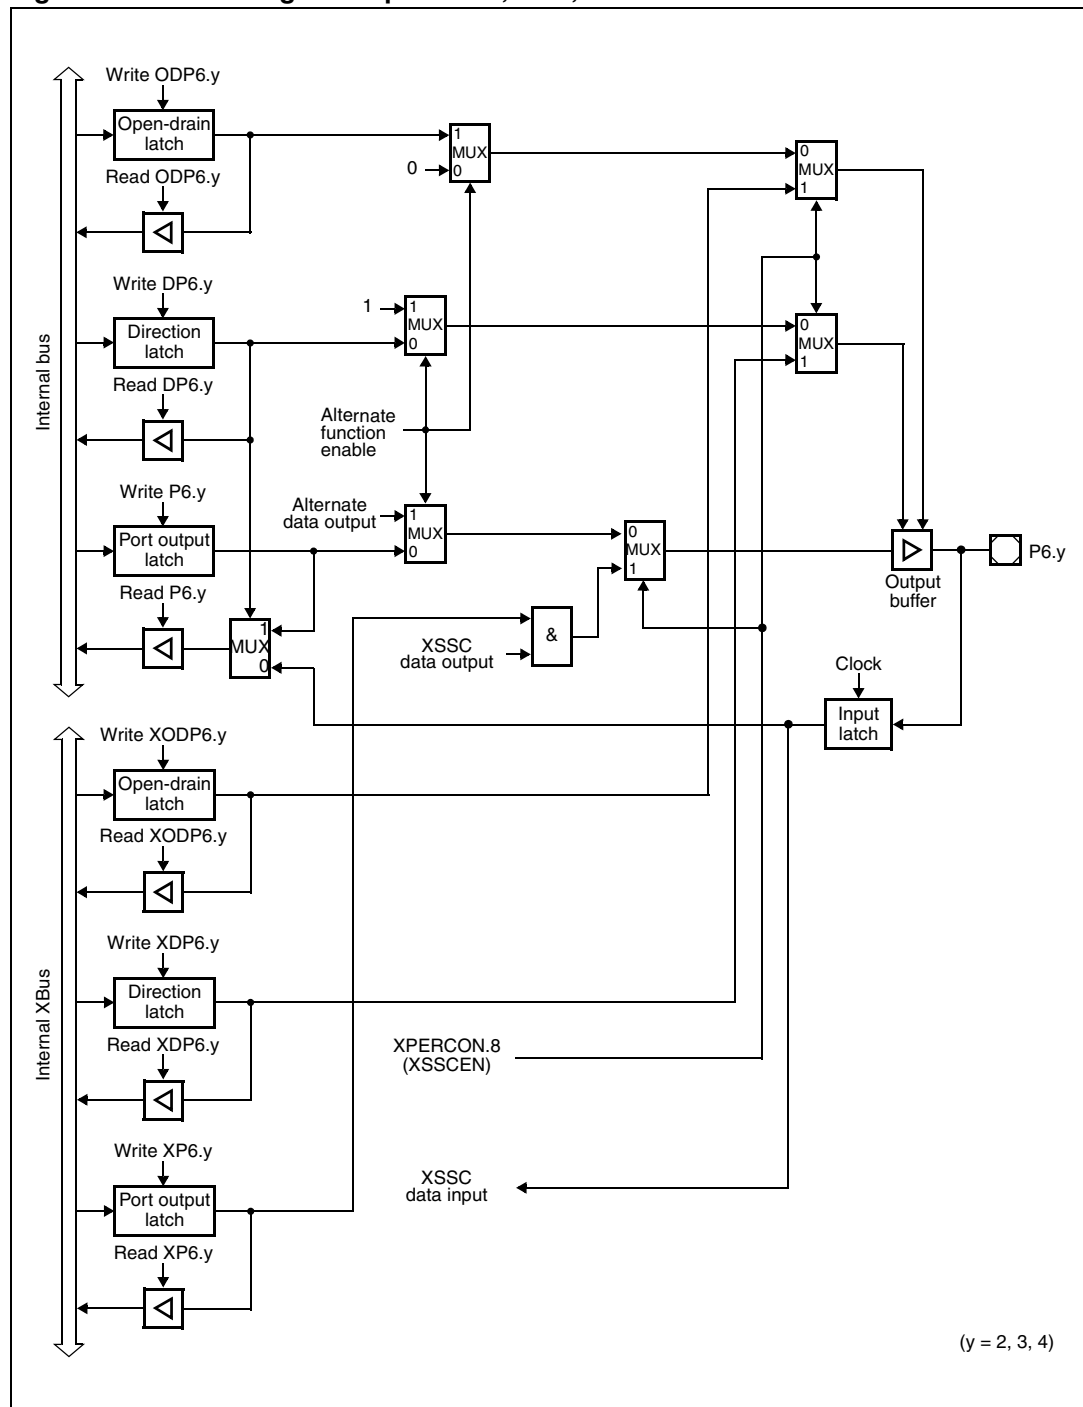 Write ODP6.y
Open-drain
latch
Read ODP6.y
1
MUX
0
0
0
MUX
1
Write DP6.y
Direction
latch
Read DP6.y
1
1
MUX
0
0
MUX
1
Internal bus
Alternate
function
enable
Write P6.y
Port output
latch
Read P6.y
Alternate
data output
1
MUX
0
0
MUX
1
Output
buffer
P6.y
1
MUX
0
XSSC
data output
&
Clock
Input
latch
Write XODP6.y
Open-drain
latch
Read XODP6.y
Write XDP6.y
Direction
latch
Read XDP6.y
Internal XBus
XPERCON.8
(XSSCEN)
Write XP6.y
Port output
latch
Read XP6.y
XSSC
data input
(y = 2, 3, 4)